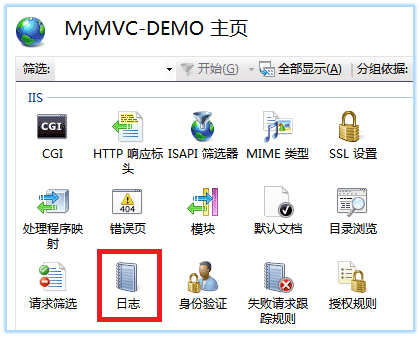 MyMVC-DEMO 主页
筛选: 开始(G) 全部显示(A) 分组依据:
IIS
CGI HTTP 响应标头 ISAPI 筛选器 MIME 类型 SSL 设置
404
处理程序映射 错误页 模块 默认文档 目录浏览
请求筛选 日志 身份验证 失败请求跟踪规则 授权规则